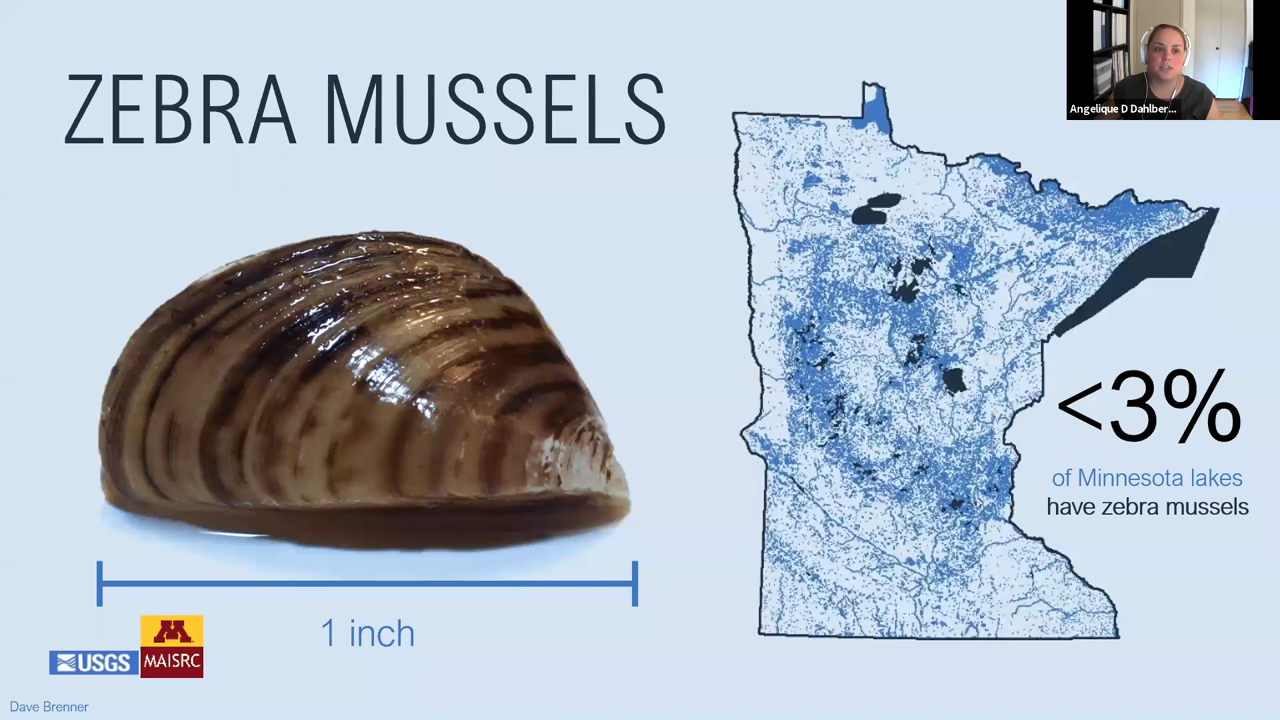 ZEBRA MUSSELS
Angelique D Dahlber...
<3%
of Minnesota lakes
have zebra mussels
1 inch
USGS
M
MAISRC
Dave Brenner